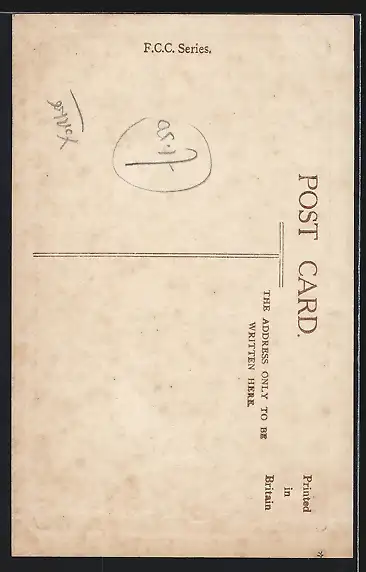 F.C.C. Series.
POST CARD.
THE ADDRESS ONLY TO BE
WRITTEN HERE.
Printed
in
Britain